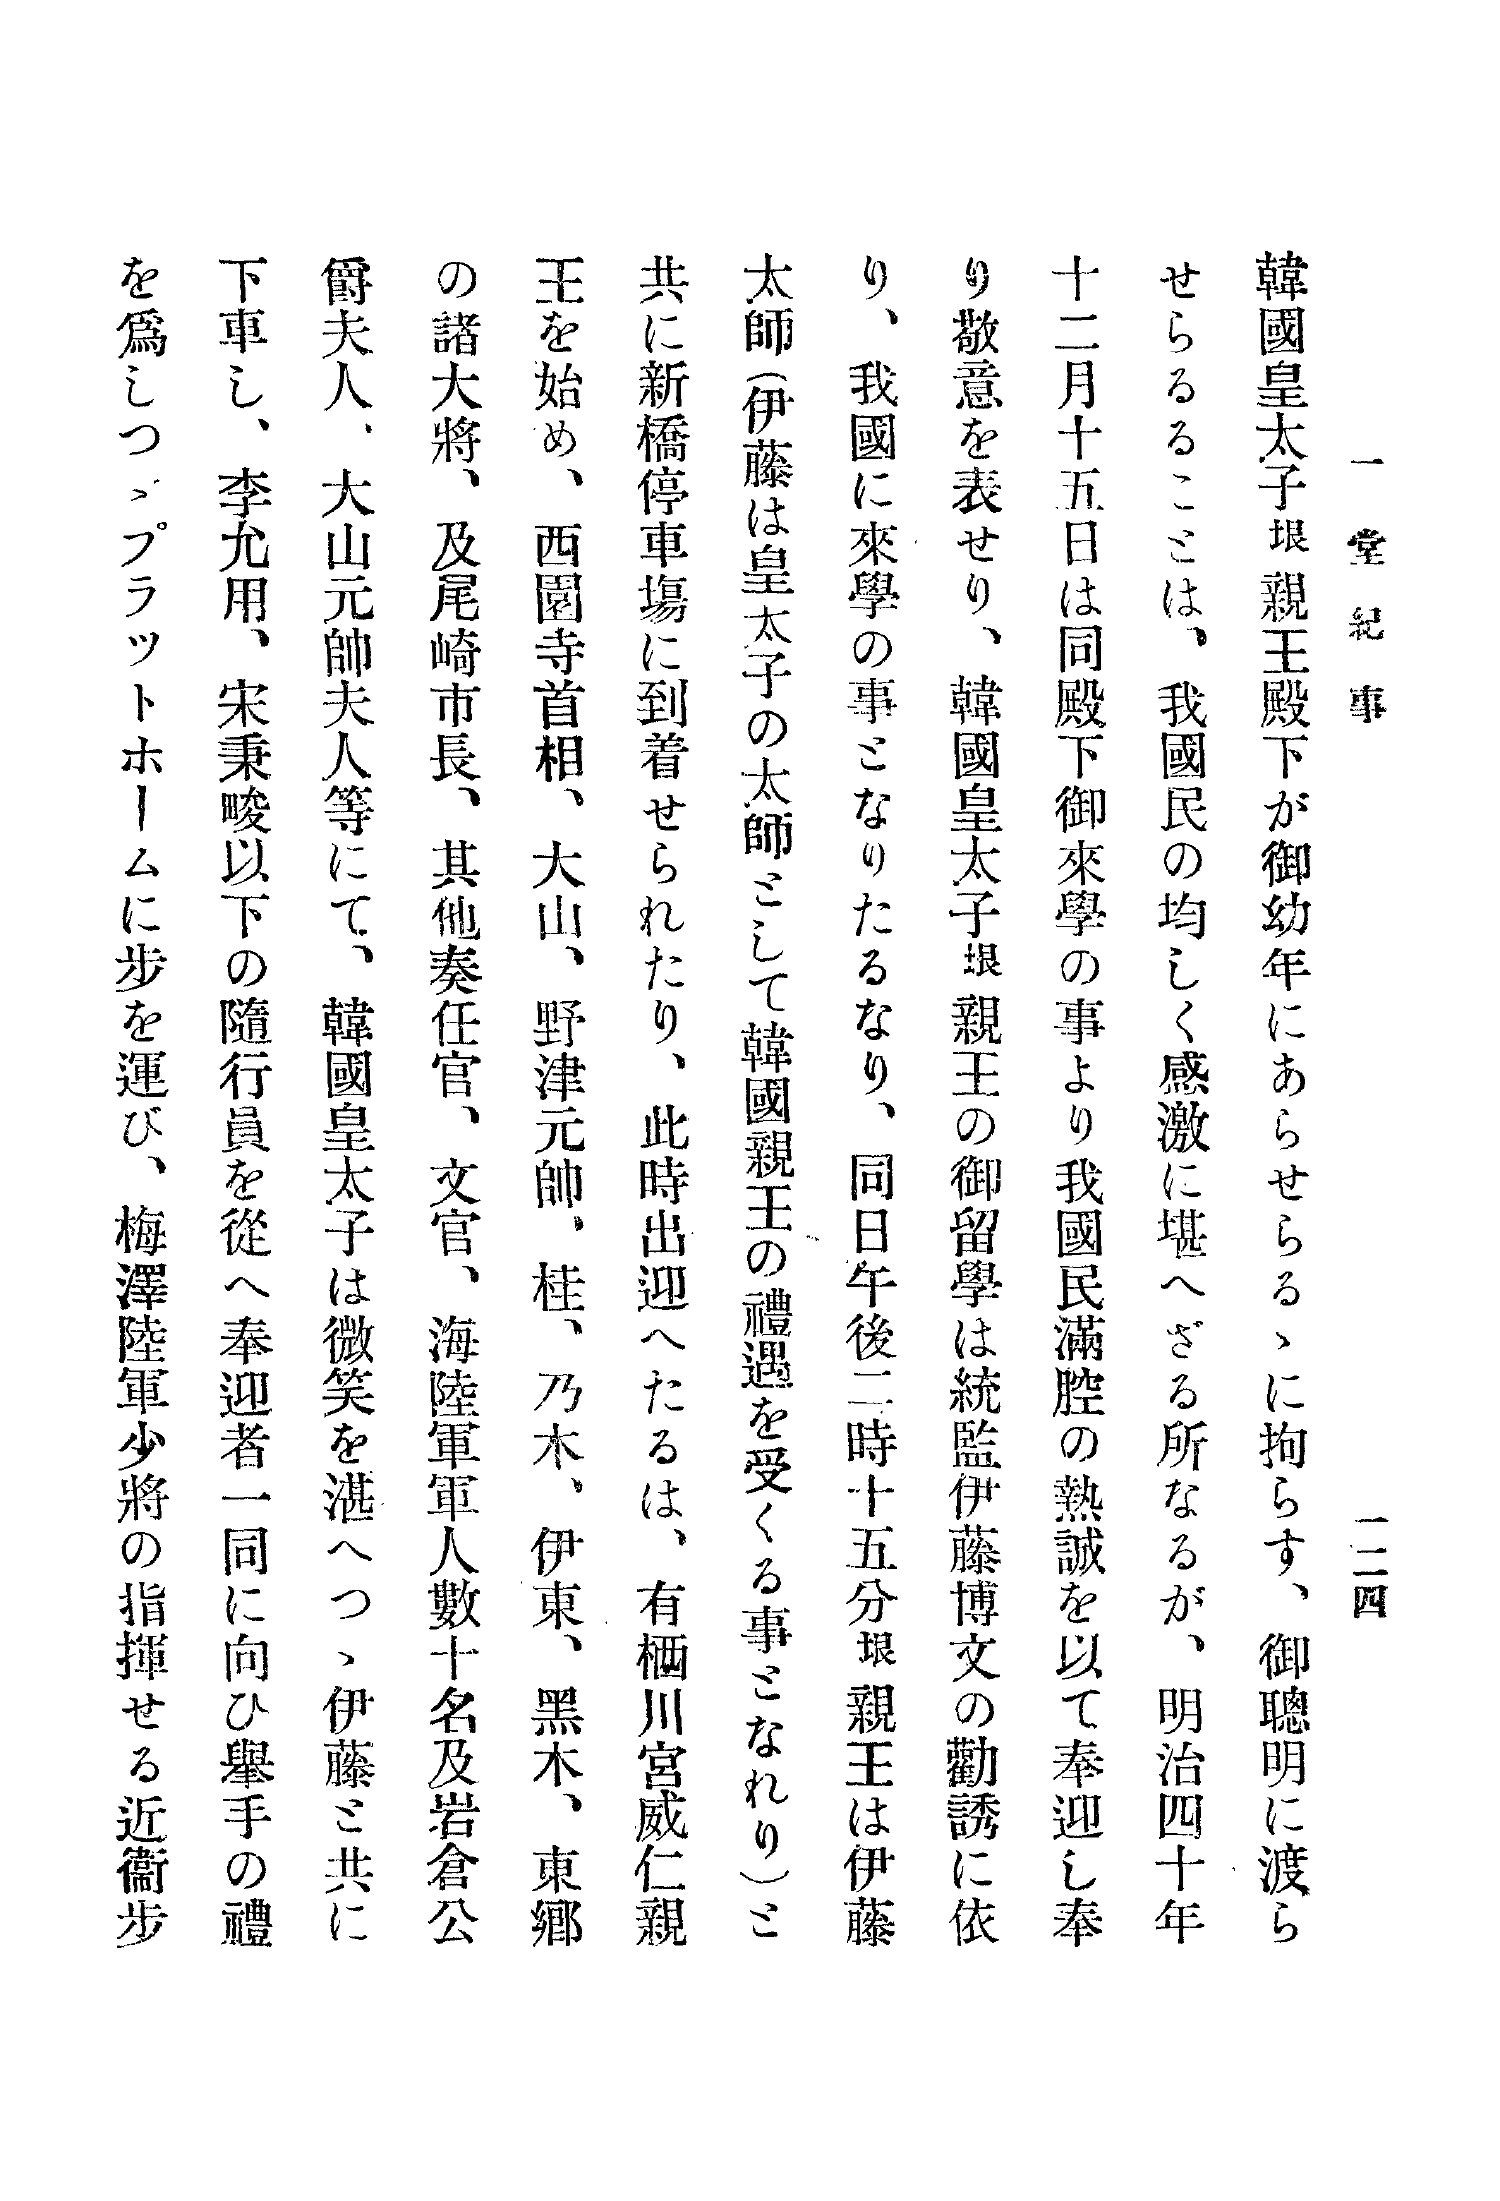 一堂紀事
一二四
韓國皇太子垠親王殿下が御幼年にあらせらるゝに拘らす、御聰明に渡ら
せらるることは、我國民の均しく感激に堪へざる所なるが、明治四十年
十二月十五日は同殿下御來學の事より我國民滿腔の熱誠を以て奉迎し奉
り敬意を表せり、韓國皇太子垠親王の御留學は統監伊藤博文の勸誘に依
り、我國に來學の事となりたるなり、同日午後二時十五分垠親王は伊藤
太師(伊藤は皇太子の太師として韓國親王の禮遇を受くる事となれり)と
共に新橋停車塲に到着せられたり、此時出迎へたるは、有栖川宮威仁親
王を始め、西園寺首相、大山、野津元帥、桂、乃木、伊東、黑木、東鄕
の諸大將、及尾崎市長、其他奏任官、文官、海陸軍軍人數十名及岩倉公
爵夫人、大山元帥夫人等にて、韓國皇太子は微笑を湛へつゝ伊藤と共に
下車し、李允用、宋秉畯以下の隨行員を從へ奉迎者一同に向ひ擧手の禮
を爲しつゞプラットホームに步を運び、梅澤陸軍少將の指揮せる近衞步